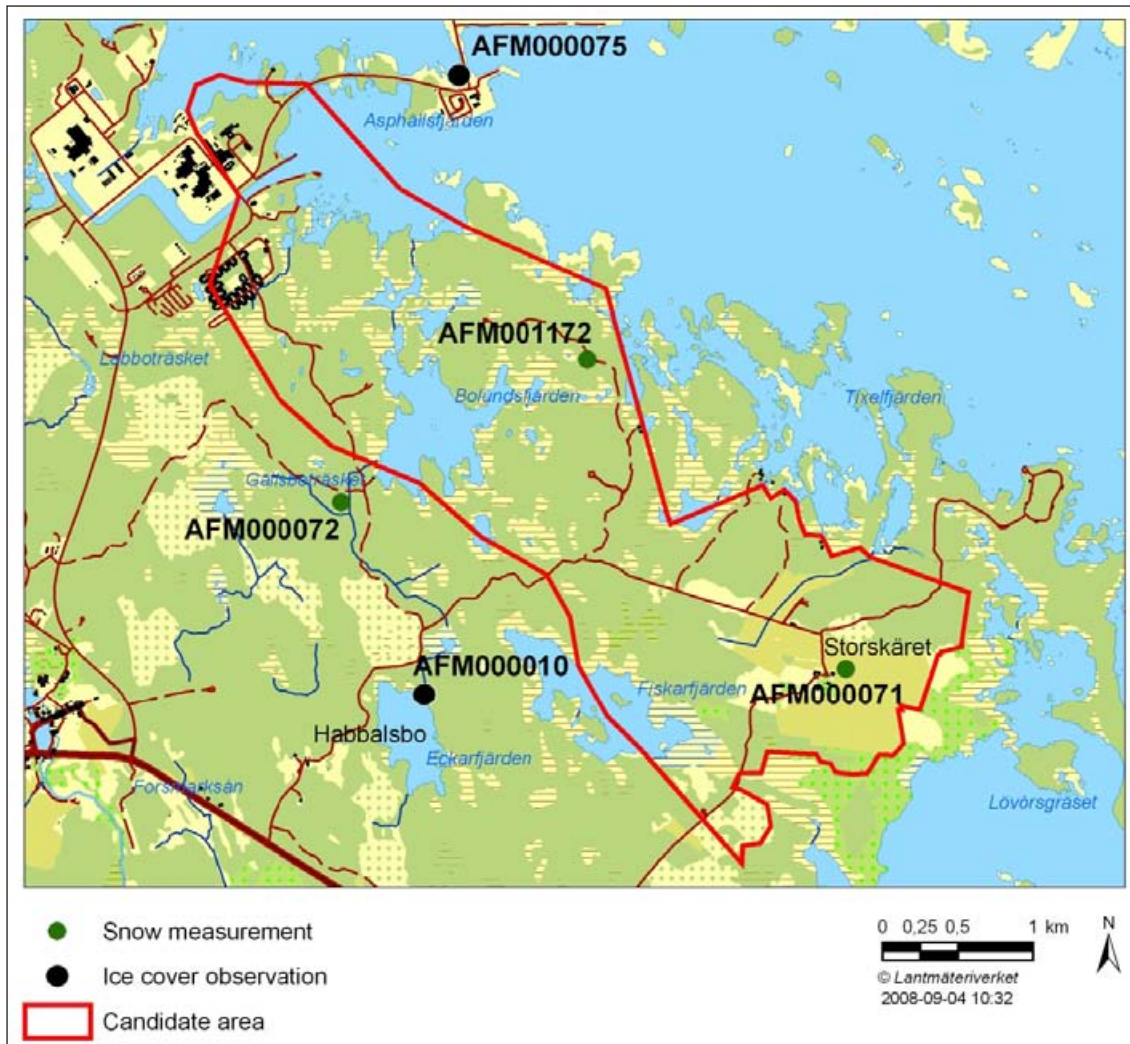 AFM000075
Asphällsfjärden
AFM001172
Labboträsket
Bolundsfjärden
Tixelfjärden
Gällsboträsket
AFM000072
Storskäret
AFM000010
Fiskarfjärden
AFM000071
Habbalsbo
Eckarfjärden
Forsmarksån
Lövörsgräset
Snow measurement
0 0,25 0,5 1 km
N
Ice cover observation
© Lantmäteriverket
2008-09-04 10:32
Candidate area